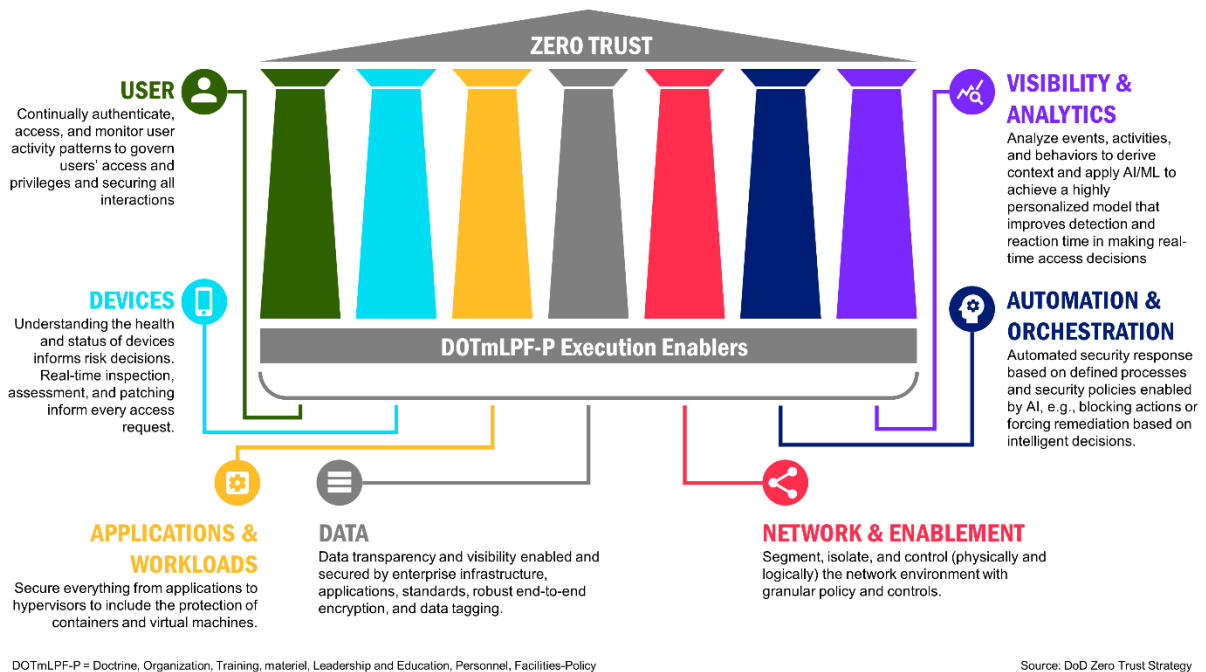 ZERO TRUST
USER
Continually authenticate,
access, and monitor user
activity patterns to govern
users' access and
privileges and securing all
interactions
DEVICES
Understanding the health
and status of devices
informs risk decisions.
Real-time inspection,
assessment, and patching
inform every access
request.
VISIBILITY &
ANALYTICS
Analyze events, activities,
and behaviors to derive
context and apply AI/ML to
achieve a highly
personalized model that
improves detection and
reaction time in making real-
time access decisions
AUTOMATION &
ORCHESTRATION
Automated security response
based on defined processes
and security policies enabled
by AI, e.g., blocking actions or
forcing remediation based on
intelligent decisions.
DOTmLPF-P Execution Enablers
APPLICATIONS &
WORKLOADS
Secure everything from applications to
hypervisors to include the protection of
containers and virtual machines.
DATA
Data transparency and visibility enabled and
secured by enterprise infrastructure,
applications, standards, robust end-to-end
encryption, and data tagging.
NETWORK & ENABLEMENT
Segment, isolate, and control (physically and
logically) the network environment with
granular policy and controls.
DOTmLPF-P = Doctrine, Organization, Training, materiel, Leadership and Education, Personnel, Facilities-Policy
Source: DoD Zero Trust Strategy